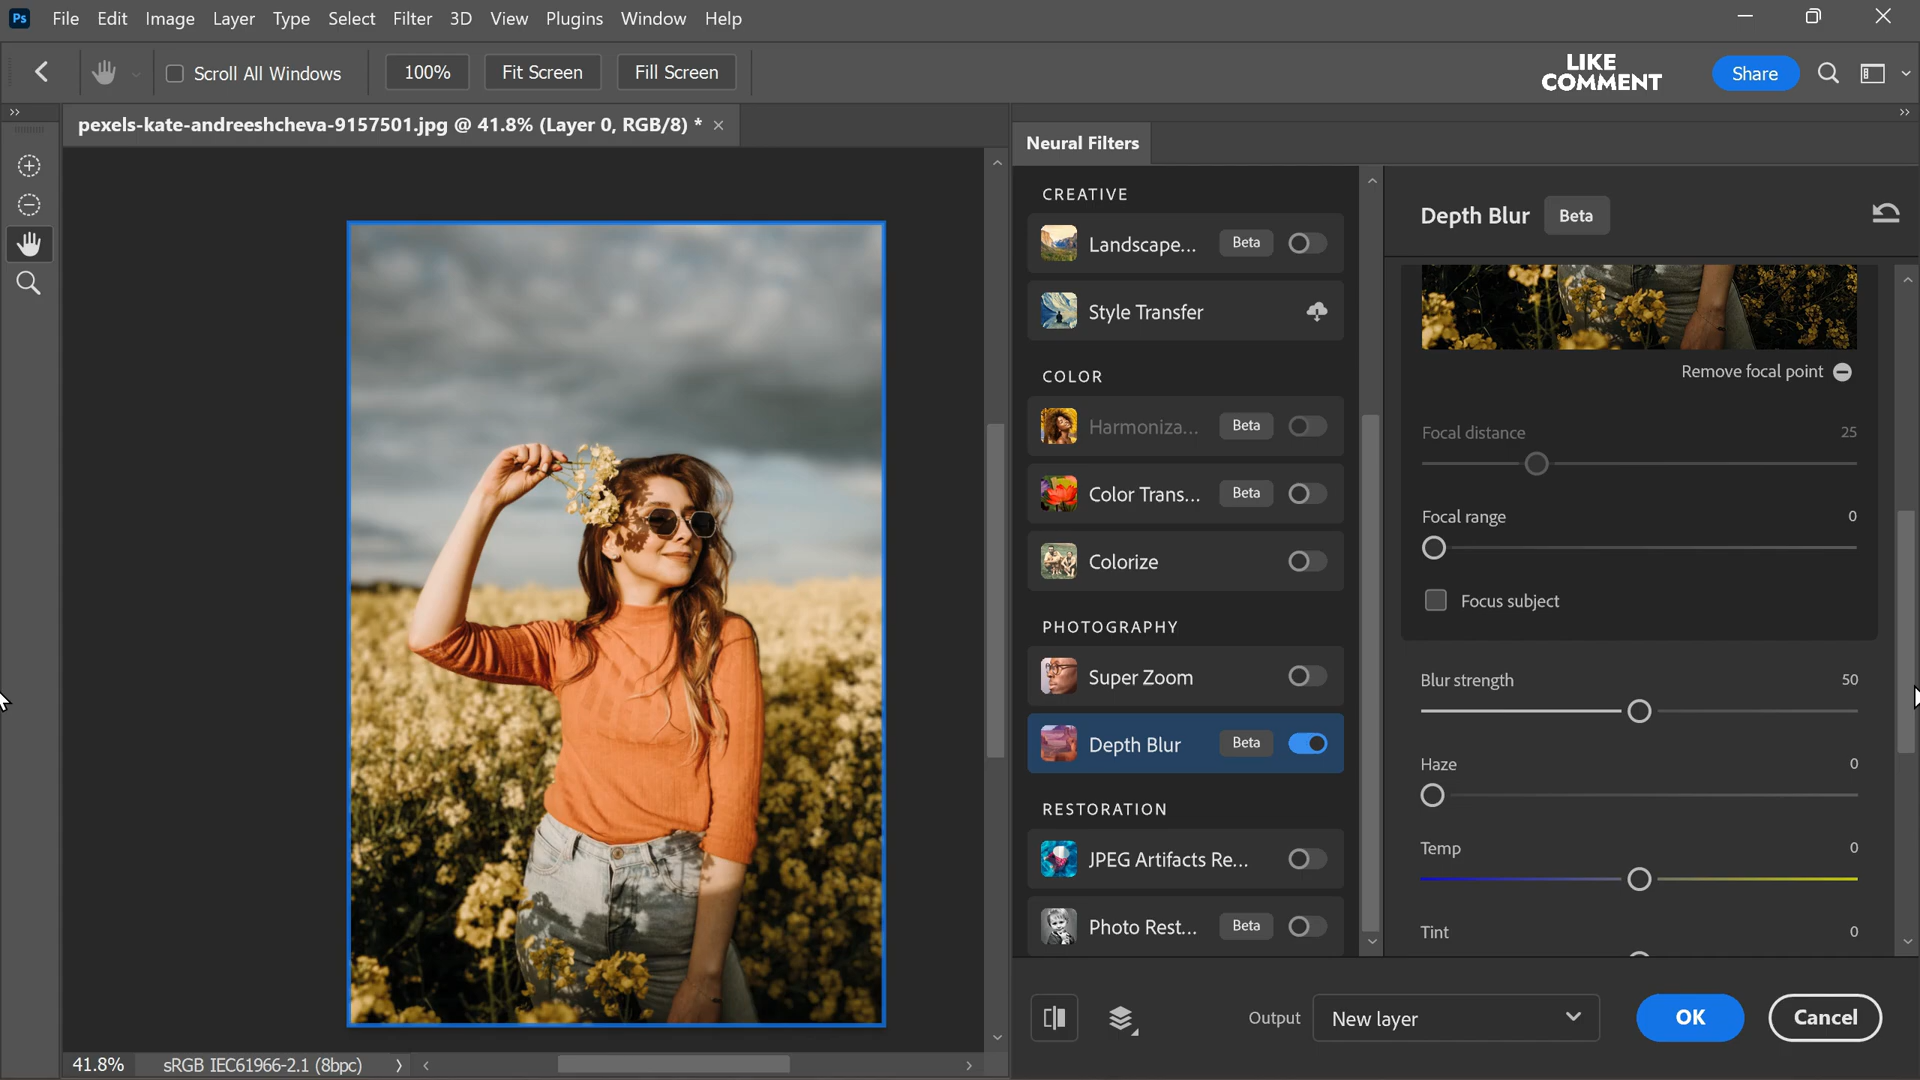 Ps File Edit Image Layer Type Select Filter 3D View Plugins Window Help
Scroll All Windows 100% Fit Screen Fill Screen
LIKE
COMMENT
Share
pexels-kate-andreeshcheva-9157501.jpg @ 41.8% (Layer 0, RGB/8) *
Neural Filters
CREATIVE
Landscape... Beta
Style Transfer
COLOR
Harmoniza... Beta
Color Trans... Beta
Colorize
PHOTOGRAPHY
Super Zoom
Depth Blur Beta
RESTORATION
JPEG Artifacts Re...
Photo Rest... Beta
Depth Blur Beta
Remove focal point
Focal distance 25
Focal range 0
Focus subject
Blur strength 50
Haze 0
Temp 0
Tint 0
Output New layer OK Cancel
41.8% sRGB IEC61966-2.1 (8bpc)